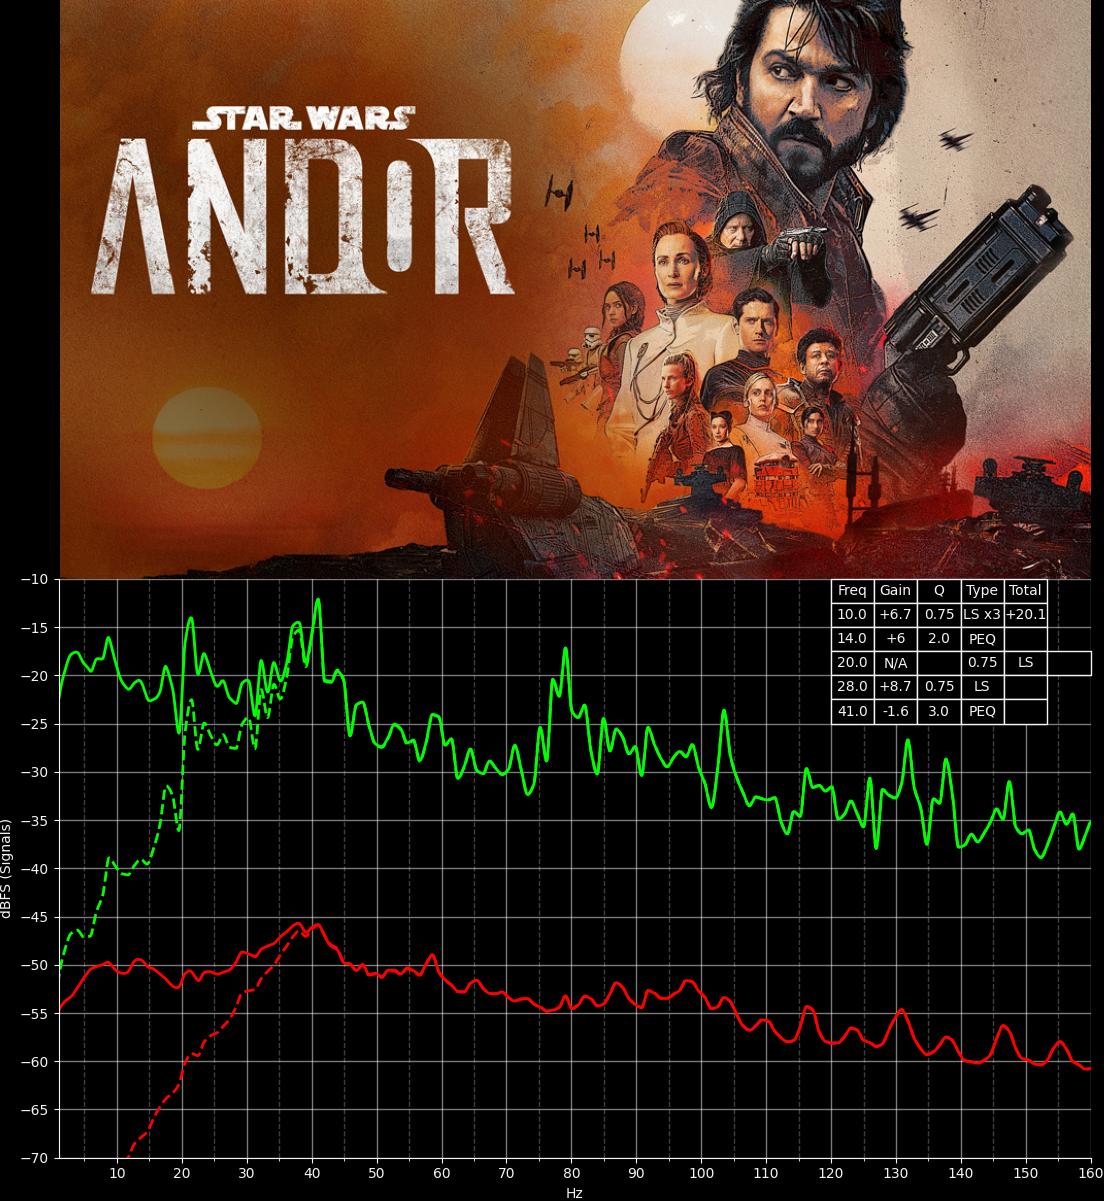 STAR WARS
ANDOR
Freq Gain Q Type Total
10.0 +6.7 0.75 LS x3 +20.1
14.0 +6 2.0 PEQ
20.0 N/A 0.75 LS
28.0 +8.7 0.75 LS
41.0 -1.6 3.0 PEQ
−10
−15
−20
−25
−30
−35
−40
−45
−50
−55
−60
−65
−70
dBFS (Signals)
10 20 30 40 50 60 70 80 90 100 110 120 130 140 150 160
Hz